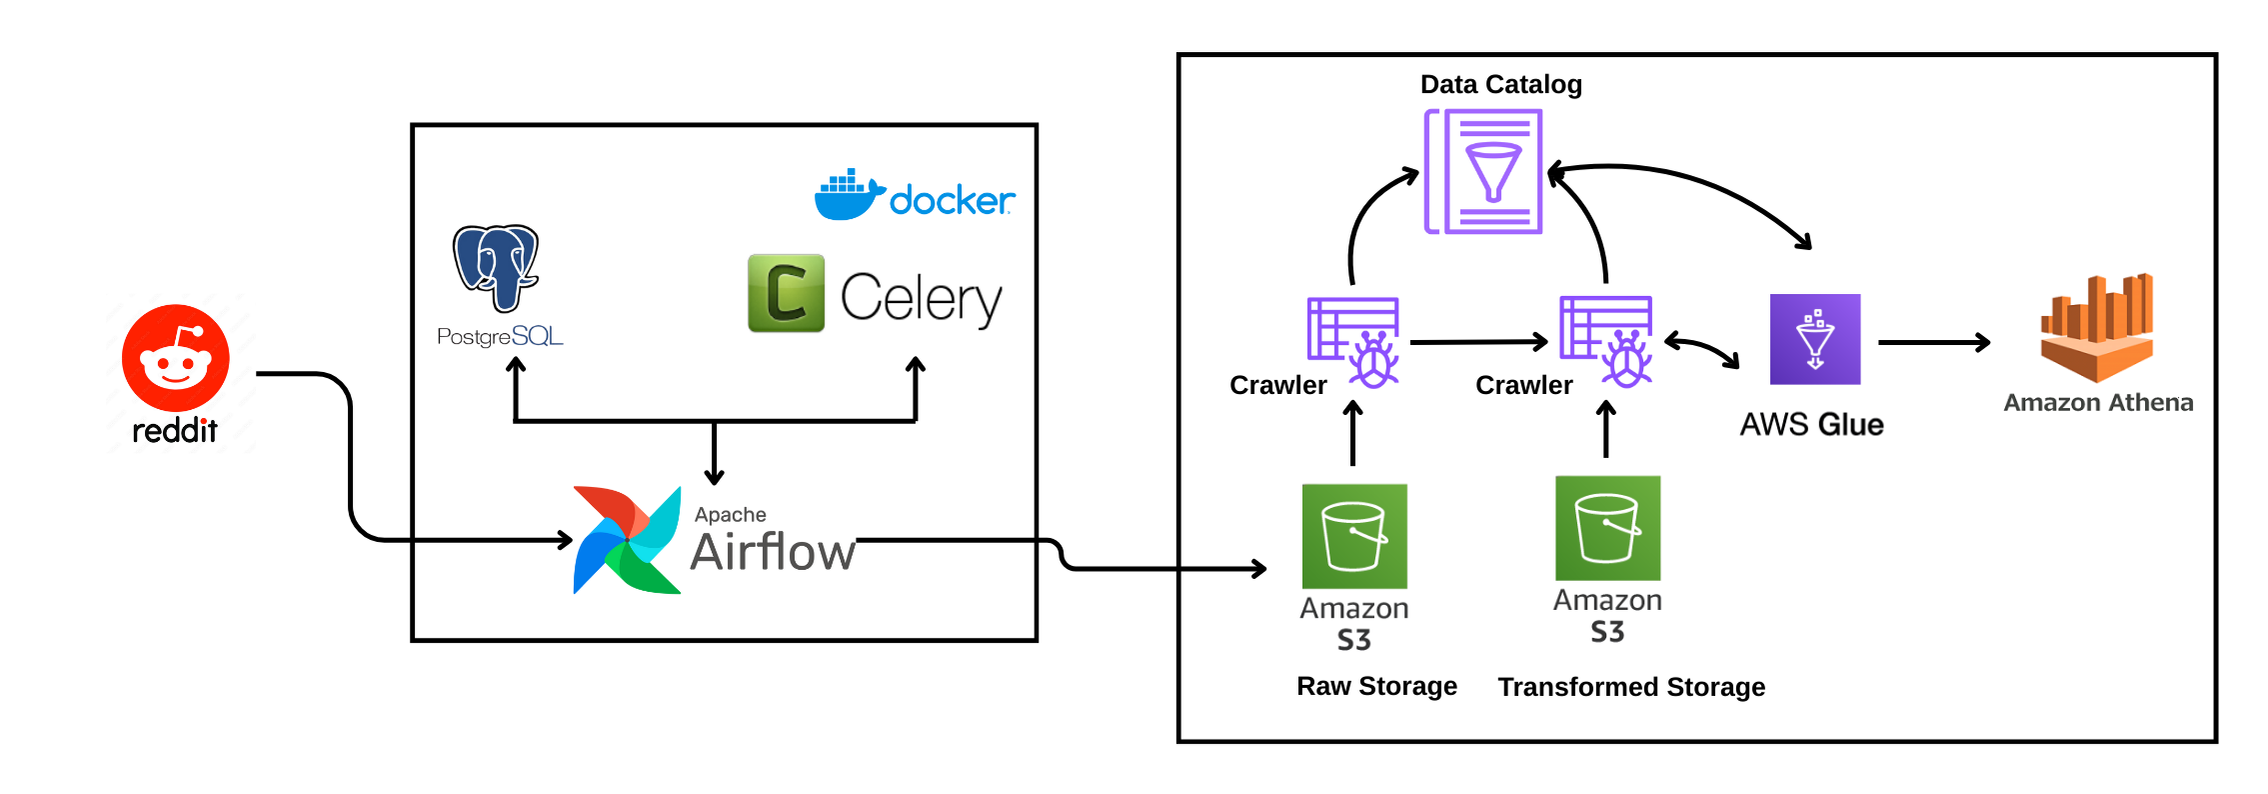 reddit
PostgreSQL
docker
Celery
Apache
Airflow
Data Catalog
Crawler
Crawler
AWS Glue
Amazon Athena
Amazon
S3
Raw Storage
Amazon
S3
Transformed Storage